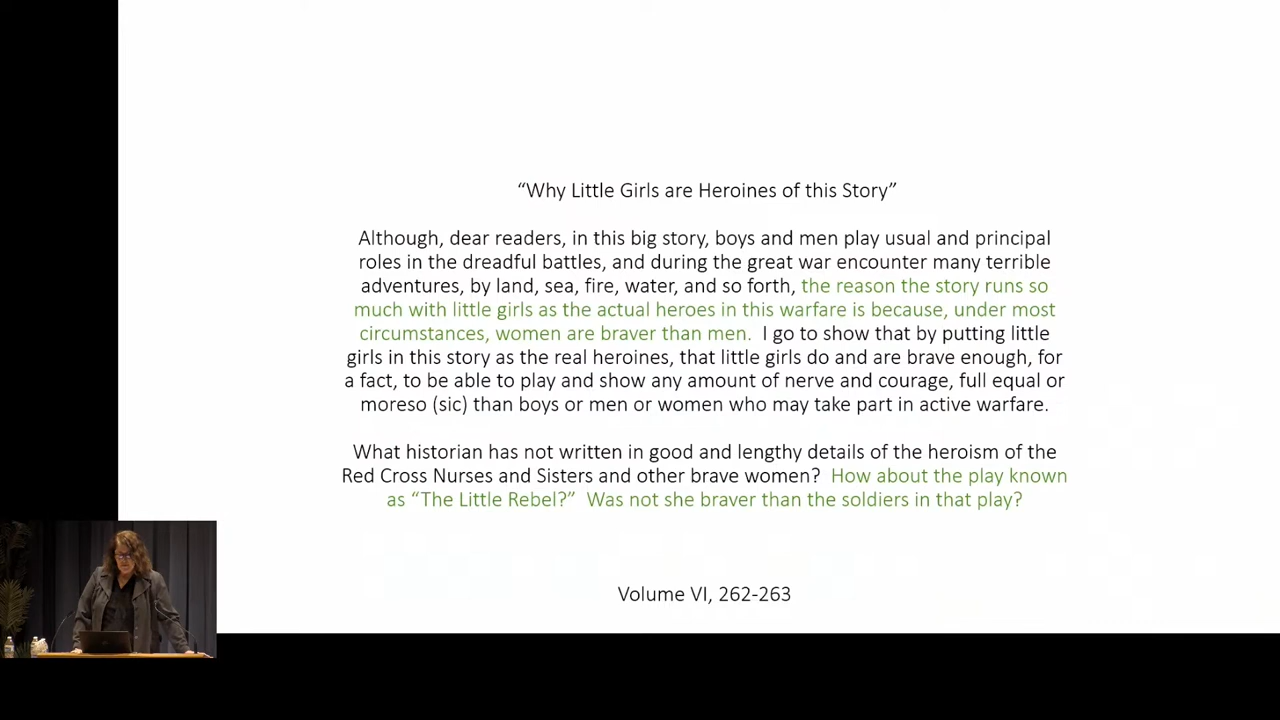 “Why Little Girls are Heroines of this Story”
Although, dear readers, in this big story, boys and men play usual and principal
roles in the dreadful battles, and during the great war encounter many terrible
adventures, by land, sea, fire, water, and so forth, the reason the story runs so
much with little girls as the actual heroes in this warfare is because, under most
circumstances, women are braver than men.  I go to show that by putting little
girls in this story as the real heroines, that little girls do and are brave enough, for
a fact, to be able to play and show any amount of nerve and courage, full equal or
moreso (sic) than boys or men or women who may take part in active warfare.
What historian has not written in good and lengthy details of the heroism of the
Red Cross Nurses and Sisters and other brave women?  How about the play known
as “The Little Rebel?”  Was not she braver than the soldiers in that play?
Volume VI, 262-263